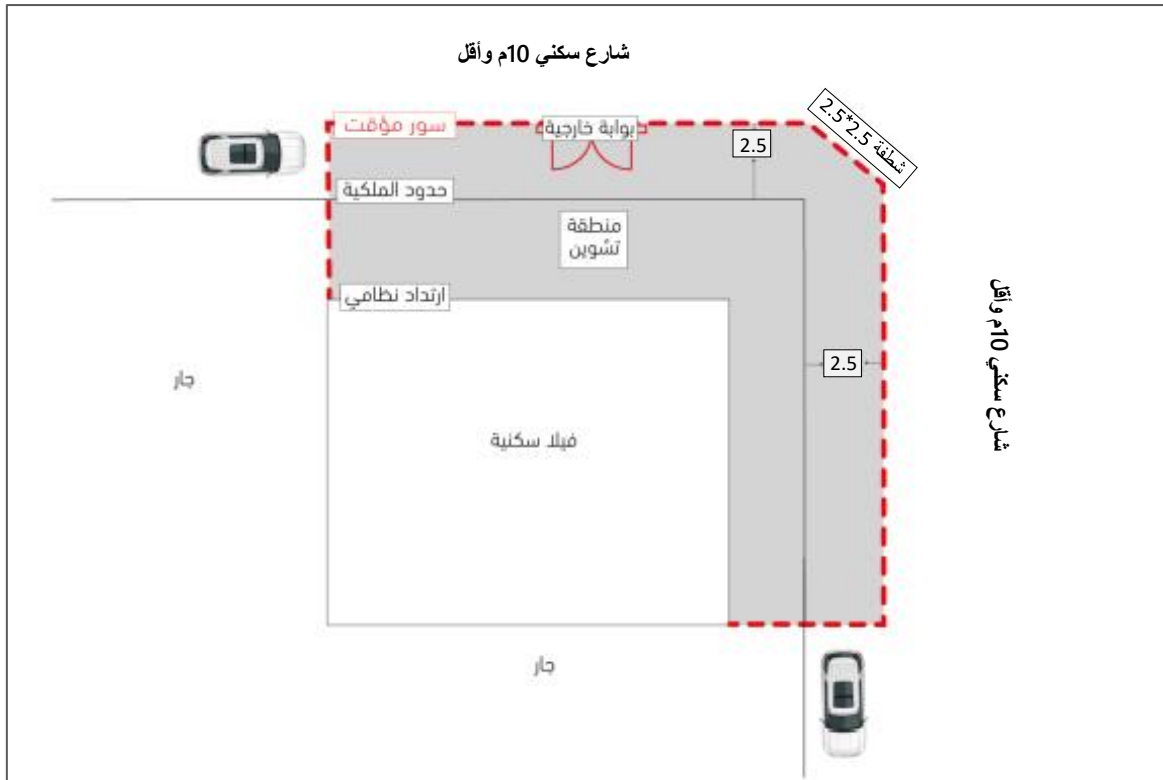 شارع سكني 10م وأقل
سور مؤقت
بوابة خارجية
2.5
شطفة 2.5*2.5
حدود الملكية
منطقة
تشوين
ارتداد نظامي
شارع سكني 10م وأقل
2.5
جار
فيلا سكنية
جار